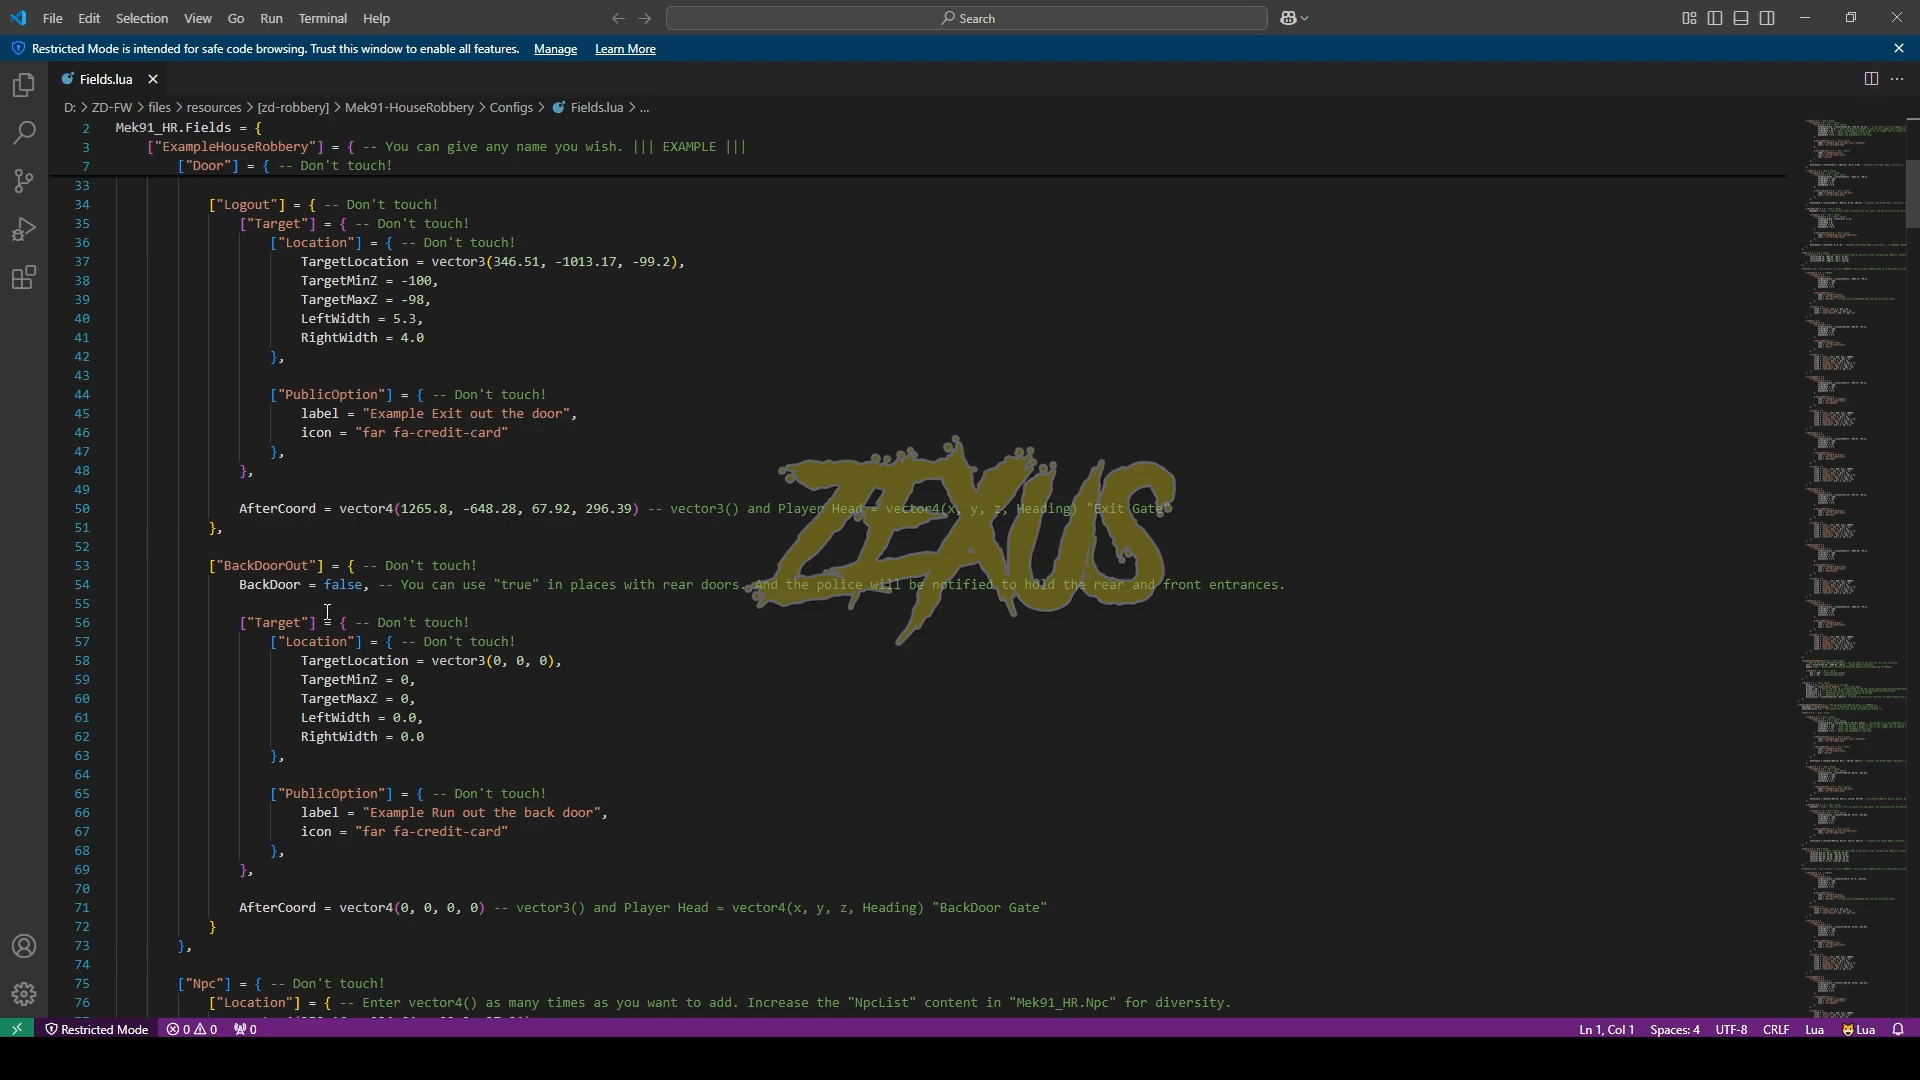 File Edit Selection View Go Run Terminal Help
Search
Restricted Mode is intended for safe code browsing. Trust this window to enable all features. Manage Learn More
Fields.lua
D: > ZD-FW > files > resources > [zd-robbery] > Mek91-HouseRobbery > Configs > Fields.lua > ...
2 Mek91_HR.Fields = {
3 ["ExampleHouseRobbery"] = { -- You can give any name you wish. ||| EXAMPLE |||
7 ["Door"] = { -- Don't touch!
33
34 ["Logout"] = { -- Don't touch!
35 ["Target"] = { -- Don't touch!
36 ["Location"] = { -- Don't touch!
37 TargetLocation = vector3(346.51, -1013.17, -99.2),
38 TargetMinZ = -100,
39 TargetMaxZ = -98,
40 LeftWidth = 5.3,
41 RightWidth = 4.0
42 },
43
44 ["PublicOption"] = { -- Don't touch!
45 label = "Example Exit out the door",
46 icon = "far fa-credit-card"
47 },
48 },
49
50 AfterCoord = vector4(1265.8, -648.28, 67.92, 296.39) -- vector3() and Player Head = vector4(x, y, z, Heading) "Exit Gate"
51 },
52
53 ["BackDoorOut"] = { -- Don't touch!
54 BackDoor = false, -- You can use "true" in places with rear doors. And the police will be notified to hold the rear and front entrances.
55
56 ["Target"] = { -- Don't touch!
57 ["Location"] = { -- Don't touch!
58 TargetLocation = vector3(0, 0, 0),
59 TargetMinZ = 0,
60 TargetMaxZ = 0,
61 LeftWidth = 0.0,
62 RightWidth = 0.0
63 },
64
65 ["PublicOption"] = { -- Don't touch!
66 label = "Example Run out the back door",
67 icon = "far fa-credit-card"
68 },
69 },
70
71 AfterCoord = vector4(0, 0, 0, 0) -- vector3() and Player Head = vector4(x, y, z, Heading) "BackDoor Gate"
72 }
73 },
74
75 ["Npc"] = { -- Don't touch!
76 ["Location"] = { -- Enter vector4() as many times as you want to add. Increase the "NpcList" content in "Mek91_HR.Npc" for diversity.
ZEXUS
Restricted Mode 0 0 0 Ln 1, Col 1 Spaces: 4 UTF-8 CRLF Lua Lua